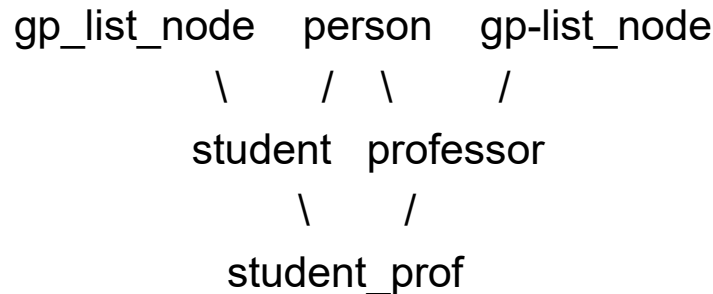 gp_list_node person gp-list_node
\ / \ /
student professor
\ /
student_prof